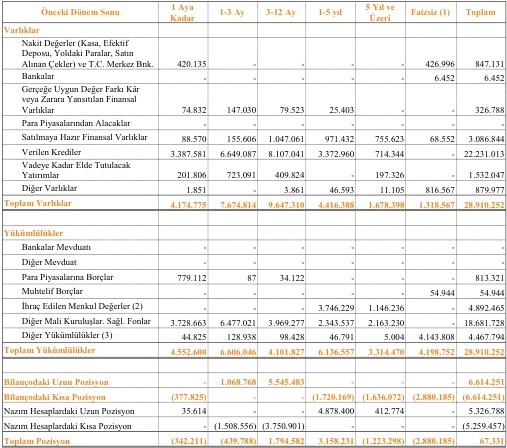 Önceki Dönem Sonu 1 Aya Kadar 1-3 Ay 3-12 Ay 1-5 yıl 5 Yıl ve Üzeri Faizsiz (1) Toplam
Varlıklar
Nakit Değerler (Kasa, Efektif
Deposu, Yoldaki Paralar, Satın
Alınan Çekler) ve T.C. Merkez Bnk. 420.135 - - - - 426.996 847.131
Bankalar - - - - - 6.452 6.452
Gerçeğe Uygun Değer Farkı Kâr
veya Zarara Yansıtılan Finansal
Varlıklar 74.832 147.030 79.523 25.403 - - 326.788
Para Piyasalarından Alacaklar - - - - - - -
Satılmaya Hazır Finansal Varlıklar 88.570 155.606 1.047.061 971.432 755.623 68.552 3.086.844
Verilen Krediler 3.387.581 6.649.087 8.107.041 3.372.960 714.344 - 22.231.013
Vadeye Kadar Elde Tutulacak
Yatırımlar 201.806 723.091 409.824 - 197.326 - 1.532.047
Diğer Varlıklar 1.851 - 3.861 46.593 11.105 816.567 879.977
Toplam Varlıklar 4.174.775 7.674.814 9.647.310 4.416.388 1.678.398 1.318.567 28.910.252
Yükümlülükler
Bankalar Mevduatı - - - - - - -
Diğer Mevduat - - - - - - -
Para Piyasalarına Borçlar 779.112 87 34.122 - - - 813.321
Muhtelif Borçlar - - - - - 54.944 54.944
İhraç Edilen Menkul Değerler (2) - - - 3.746.229 1.146.236 - 4.892.465
Diğer Mali Kuruluşlar. Sağl. Fonlar 3.728.663 6.477.021 3.969.277 2.343.537 2.163.230 - 18.681.728
Diğer Yükümlülükler (3) 44.825 128.938 98.428 46.791 5.004 4.143.808 4.467.794
Toplam Yükümlülükler 4.552.600 6.606.046 4.101.827 6.136.557 3.314.470 4.198.752 28.910.252
Bilançodaki Uzun Pozisyon - 1.068.768 5.545.483 - - - 6.614.251
Bilançodaki Kısa Pozisyon (377.825) - - (1.720.169) (1.636.072) (2.880.185) (6.614.251)
Nazım Hesaplardaki Uzun Pozisyon 35.614 - - 4.878.400 412.774 - 5.326.788
Nazım Hesaplardaki Kısa Pozisyon - (1.508.556) (3.750.901) - - - (5.259.457)
Toplam Pozisyon (342.211) (439.788) 1.794.582 3.158.231 (1.223.298) (2.880.185) 67.331